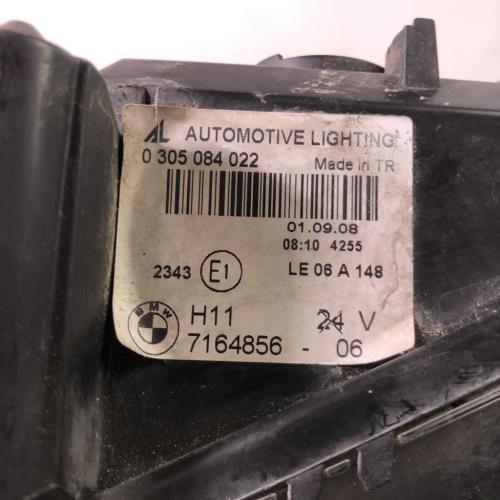 AL AUTOMOTIVE LIGHTING
0 305 084 022 Made in TR
01.09.08
08:10 4255
2343 E1 LE 06 A 148
BMW H11 24 V
7164856 - 06